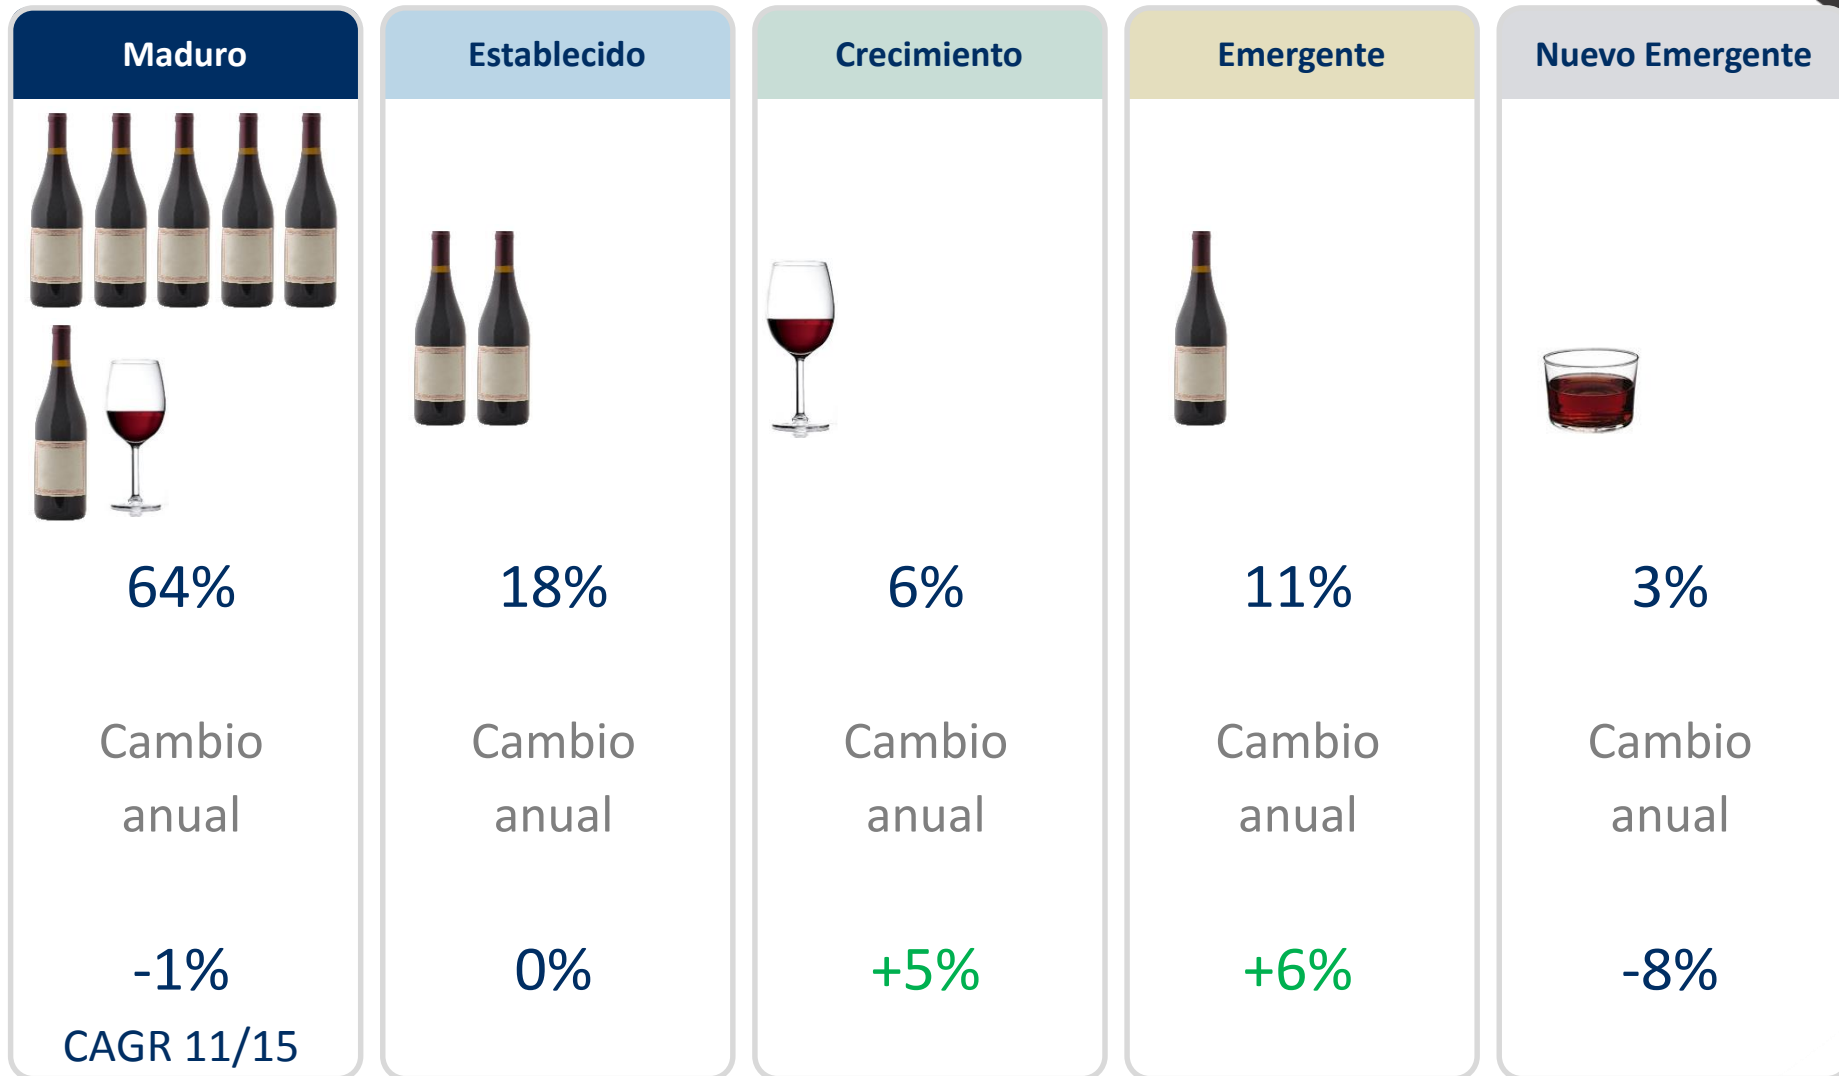 Maduro
Establecido
Crecimiento
Emergente
Nuevo Emergente
64%
18%
6%
11%
3%
Cambio
anual
Cambio
anual
Cambio
anual
Cambio
anual
Cambio
anual
-1%
0%
+5%
+6%
-8%
CAGR 11/15